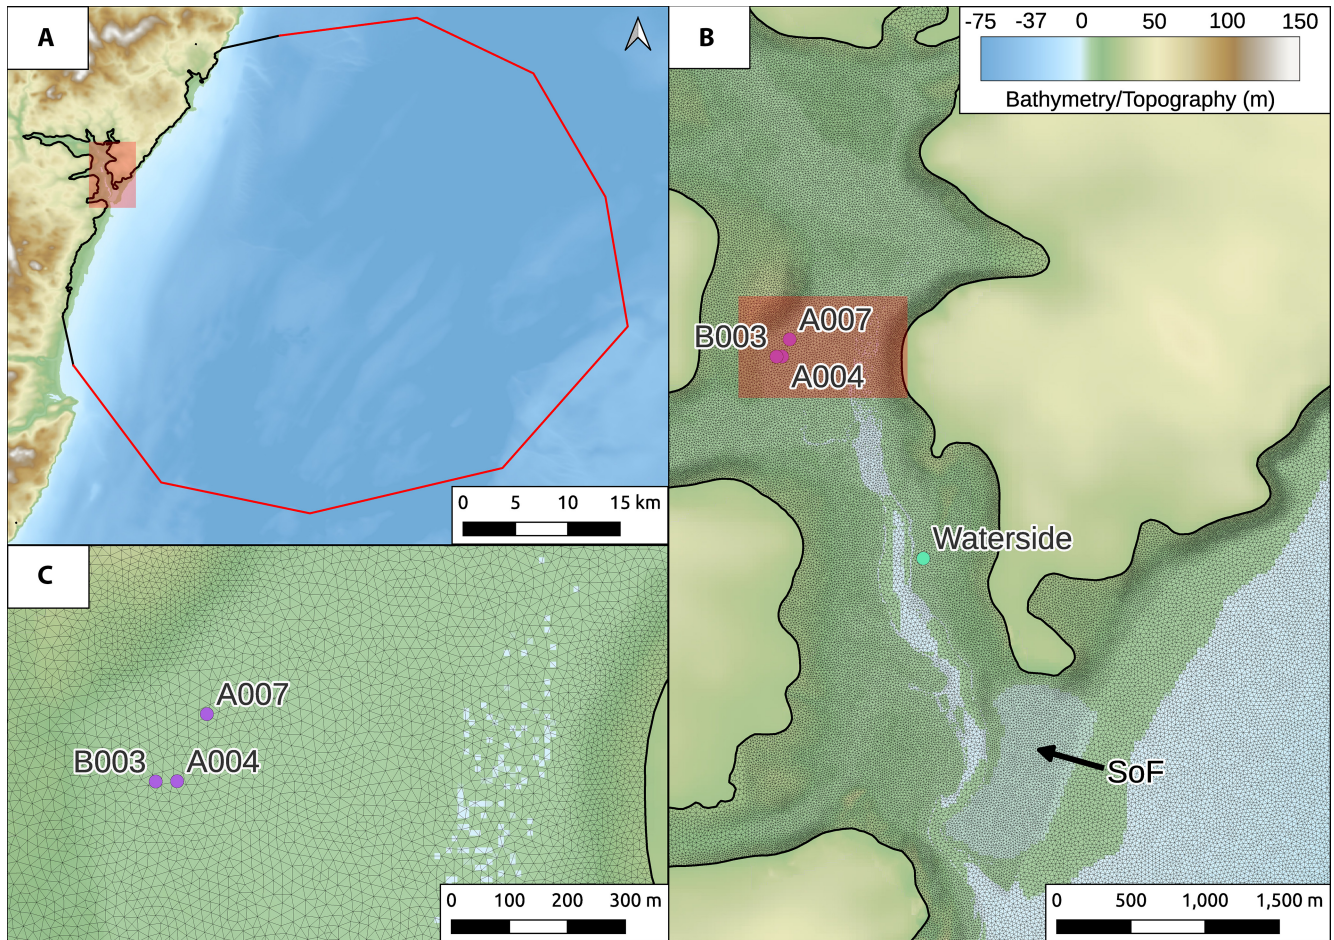 A
0 5 10 15 km
B
-75 -37 0 50 100 150
Bathymetry/Topography (m)
A007
B003
A004
Waterside
SoF
0 500 1,000 1,500 m
C
A007
B003 A004
0 100 200 300 m